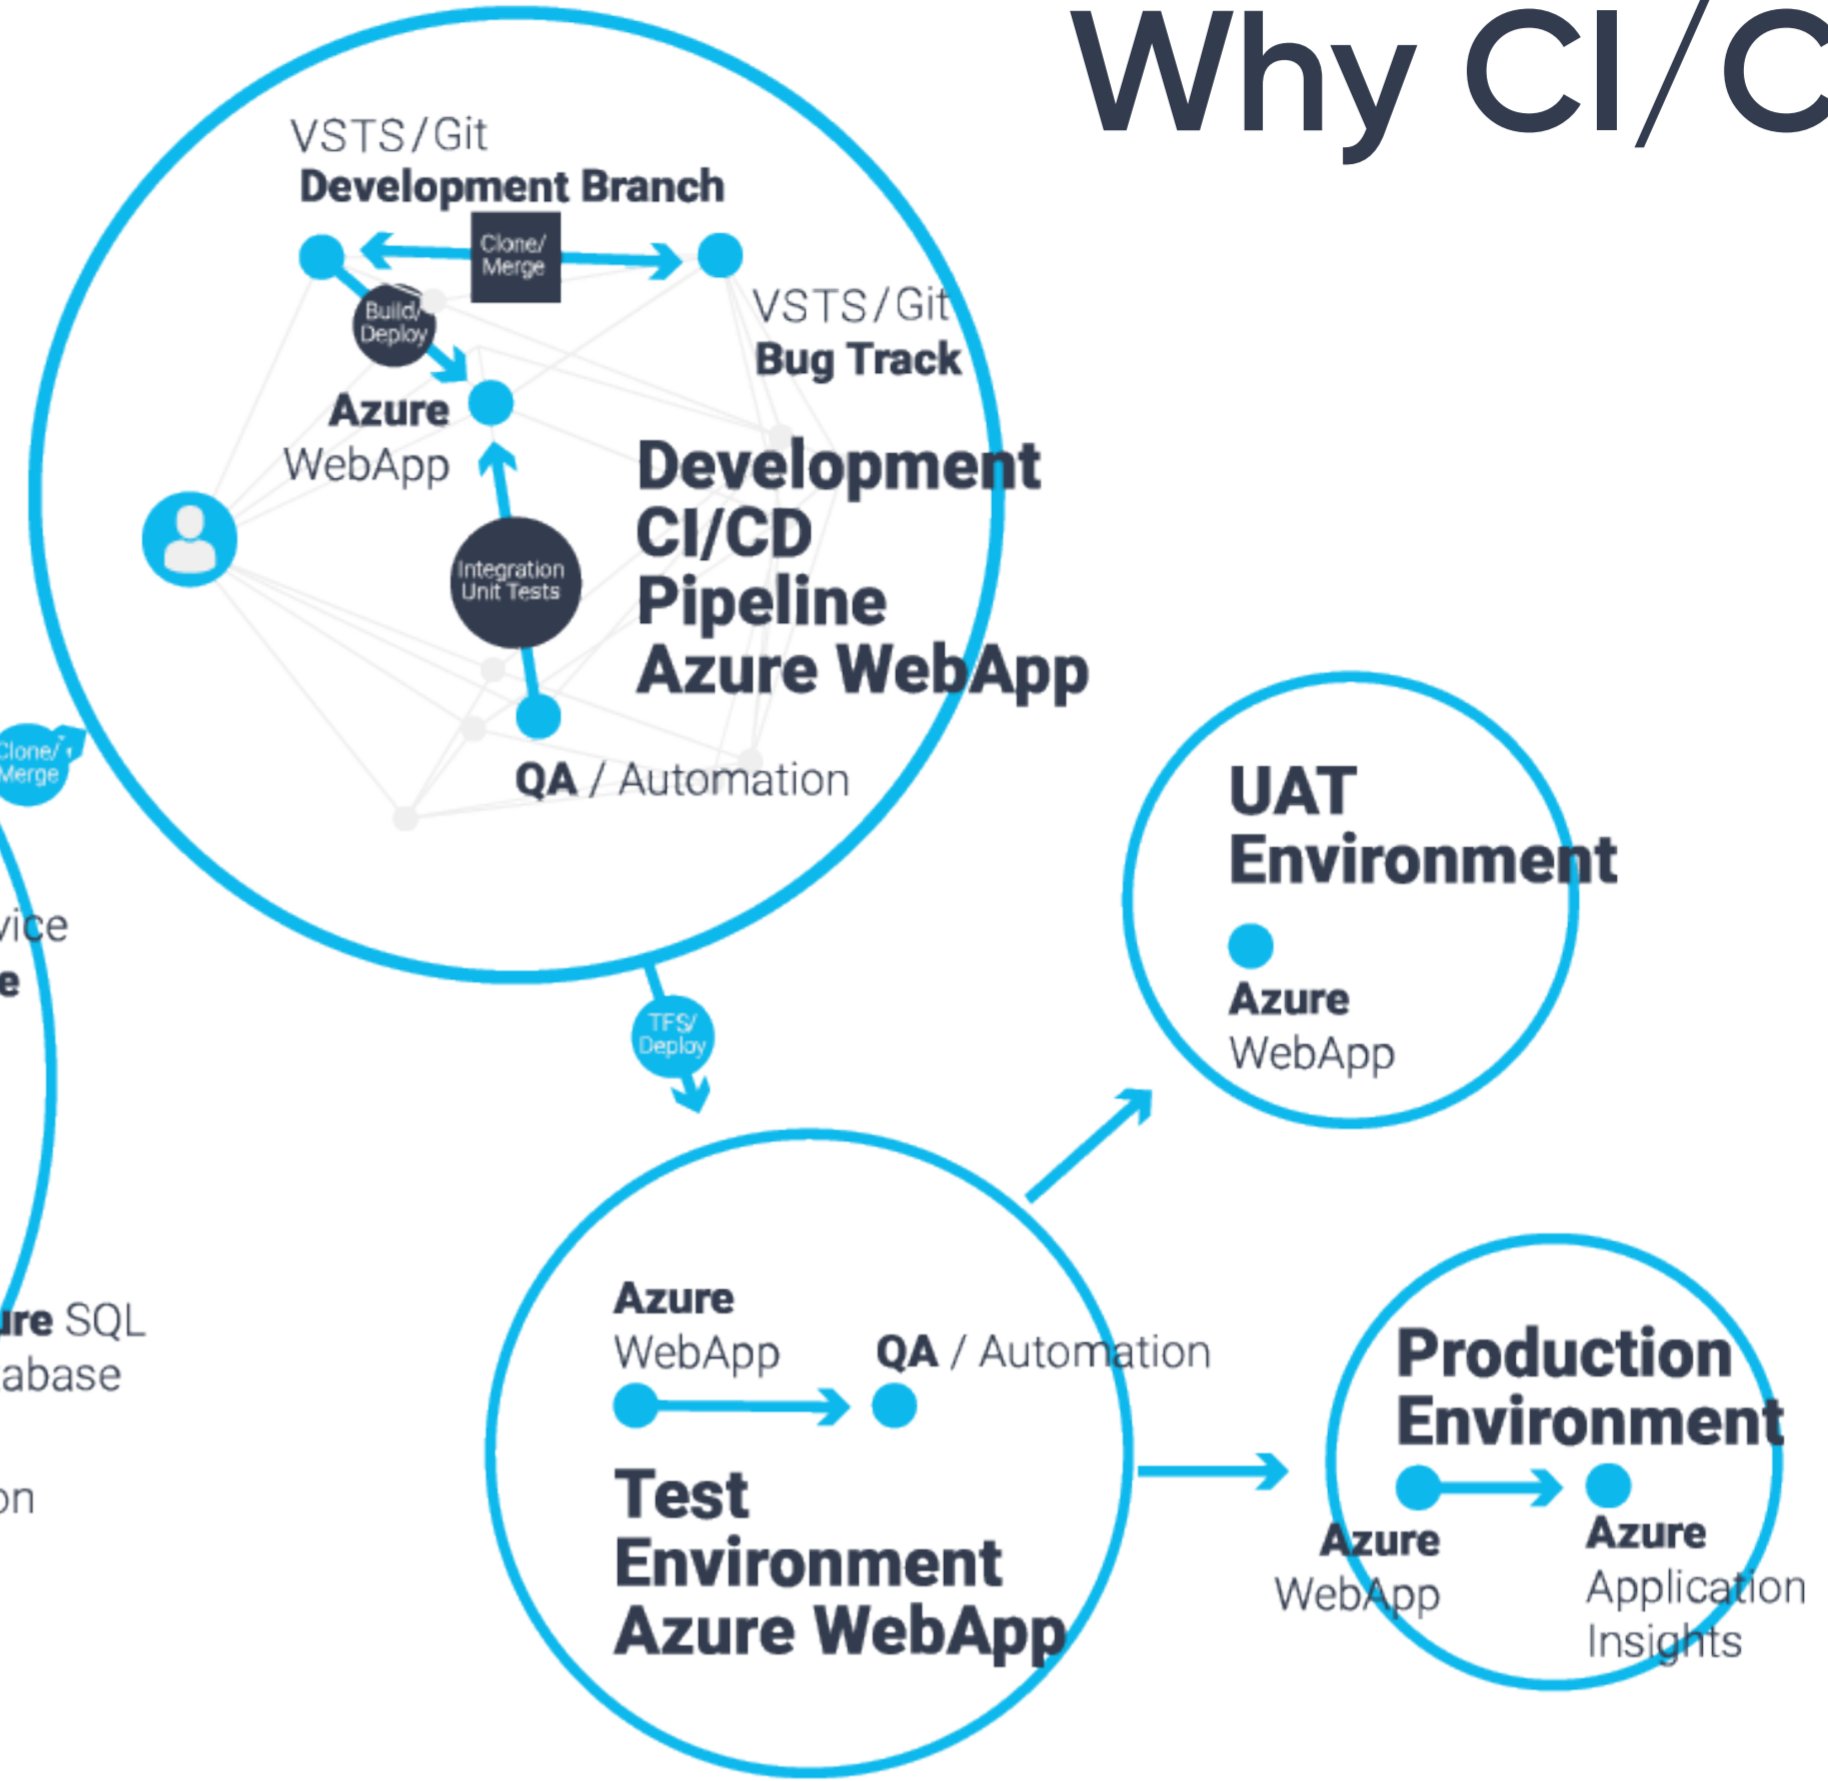 Why CI/C
VSTS/Git
Development Branch
Clone/
Merge
Build/
Deploy
VSTS/Git
Bug Track
Azure
WebApp
Development
CI/CD
Pipeline
Azure WebApp
Integration
Unit Tests
QA / Automation
Clone/
Merge
vice
e
TFS/
Deploy
UAT
Environment
Azure
WebApp
ure SQL
abase
on
Azure
WebApp
QA / Automation
Test
Environment
Azure WebApp
Production
Environment
Azure
WebApp
Azure
Application
Insights